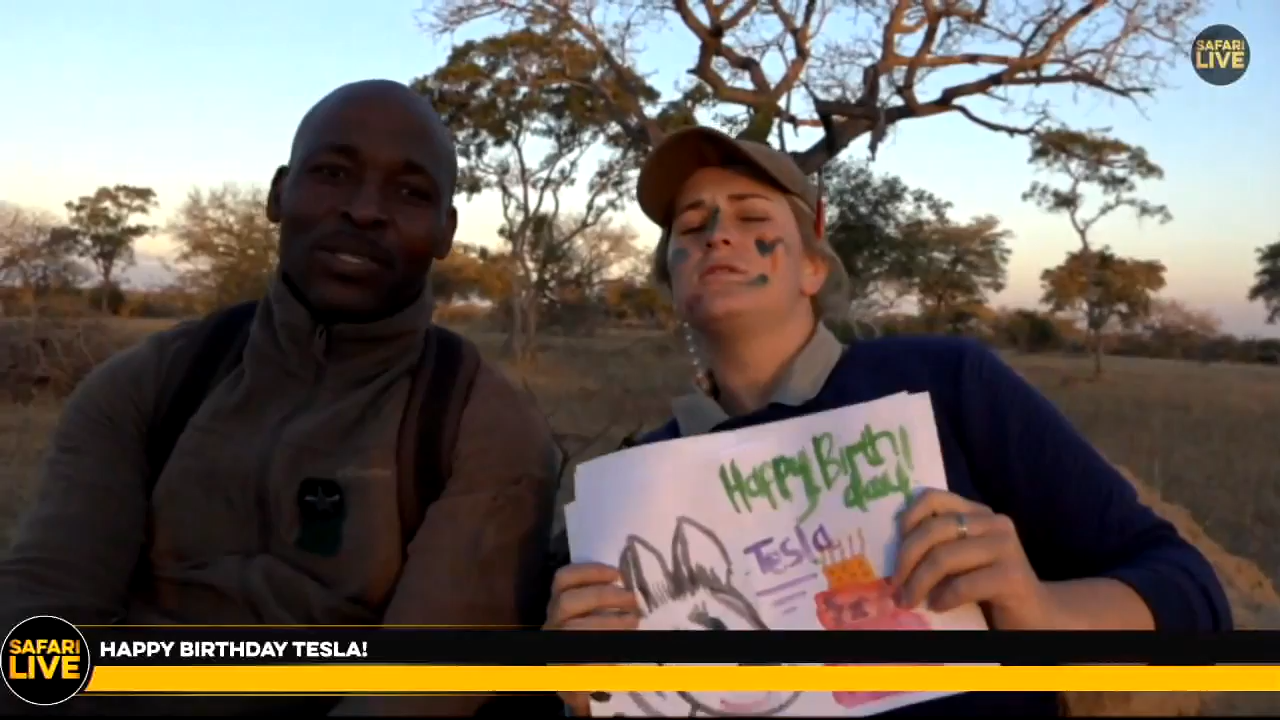 SAFARI
LIVE
Happy Birth
day!
Tesla
SAFARI
LIVE
HAPPY BIRTHDAY TESLA!